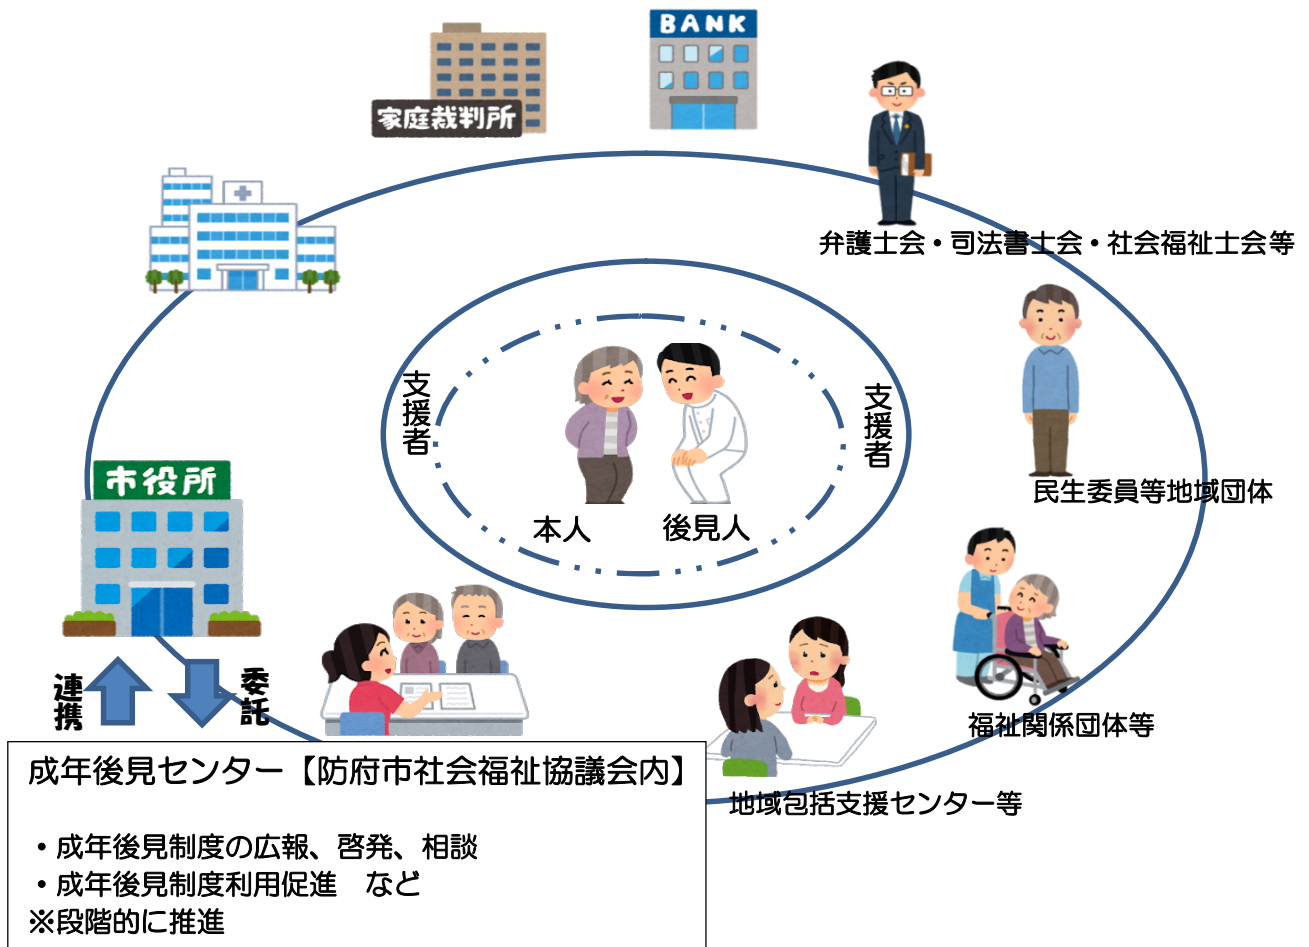 BANK
家庭裁判所
弁護士会・司法書士会・社会福祉士会等
支援者
支援者
民生委員等地域団体
市役所
本人
後見人
連携
委託
福祉関係団体等
成年後見センター【防府市社会福祉協議会内】
地域包括支援センター等
・成年後見制度の広報、啓発、相談
・成年後見制度利用促進　など
※段階的に推進